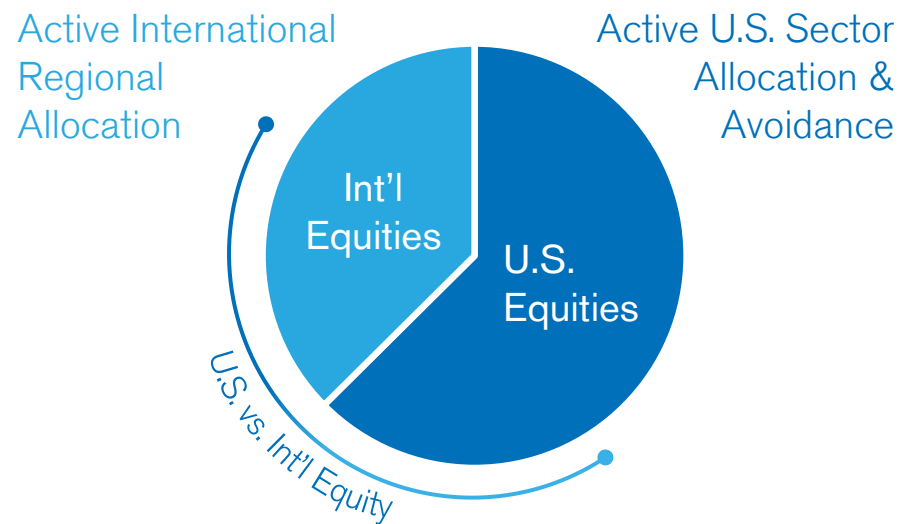 Active International
Regional
Allocation
Active U.S. Sector
Allocation &
Avoidance
Int'l
Equities
U.S.
Equities
U.S. vs. Int'l Equity